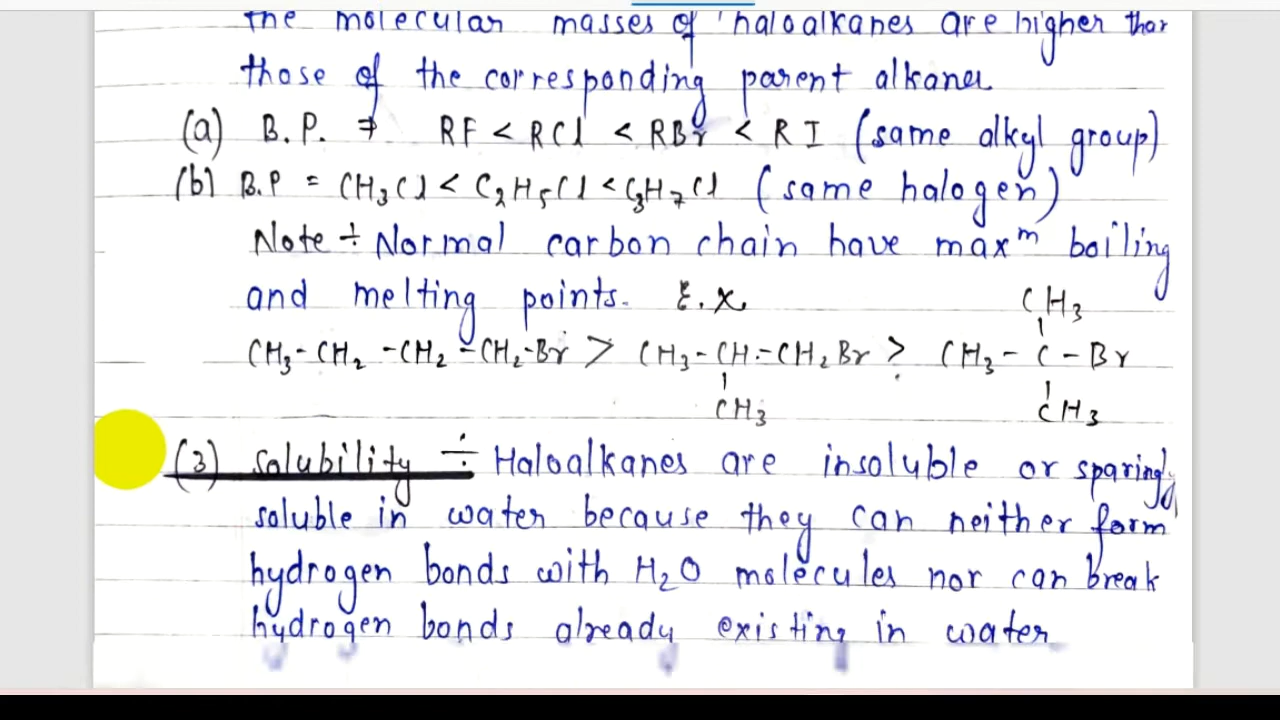 the molecular masses of haloalkanes are higher than
those of the corresponding parent alkanes
(a) B.P. ⇒ RF < RCl < RBr < RI (same alkyl group)
(b) B.P = CH₃Cl < C₂H₅Cl < C₃H₇Cl (same halogen)
Note ÷ Normal carbon chain have maxᵐ boiling
and melting points. E.x.
CH₃
CH₃-CH₂-CH₂-CH₂-Br > CH₃-CH-CH₂Br > CH₃-C-Br
CH₃ CH₃
(3) Solubility ÷ Haloalkanes are insoluble or sparingly
soluble in water because they can neither form
hydrogen bonds with H₂O molecules nor can break
hydrogen bonds already existing in water